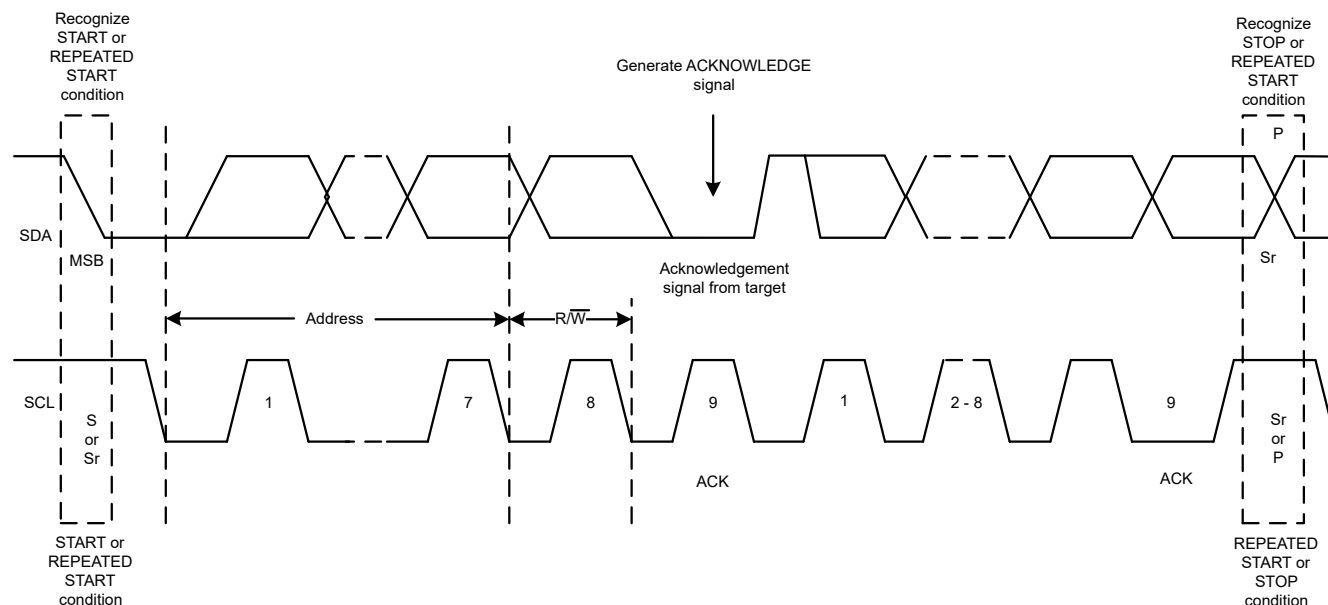 Recognize
START or
REPEATED
START
condition
Recognize
STOP or
REPEATED
START
condition
Generate ACKNOWLEDGE
signal
P
SDA
MSB
Sr
Acknowledgement
signal from target
Address
R/W̅
SCL
S
or
Sr
1
7
8
9
1
2 - 8
9
Sr
or
P
ACK
ACK
START or
REPEATED
START
condition
REPEATED
START or
STOP
condition